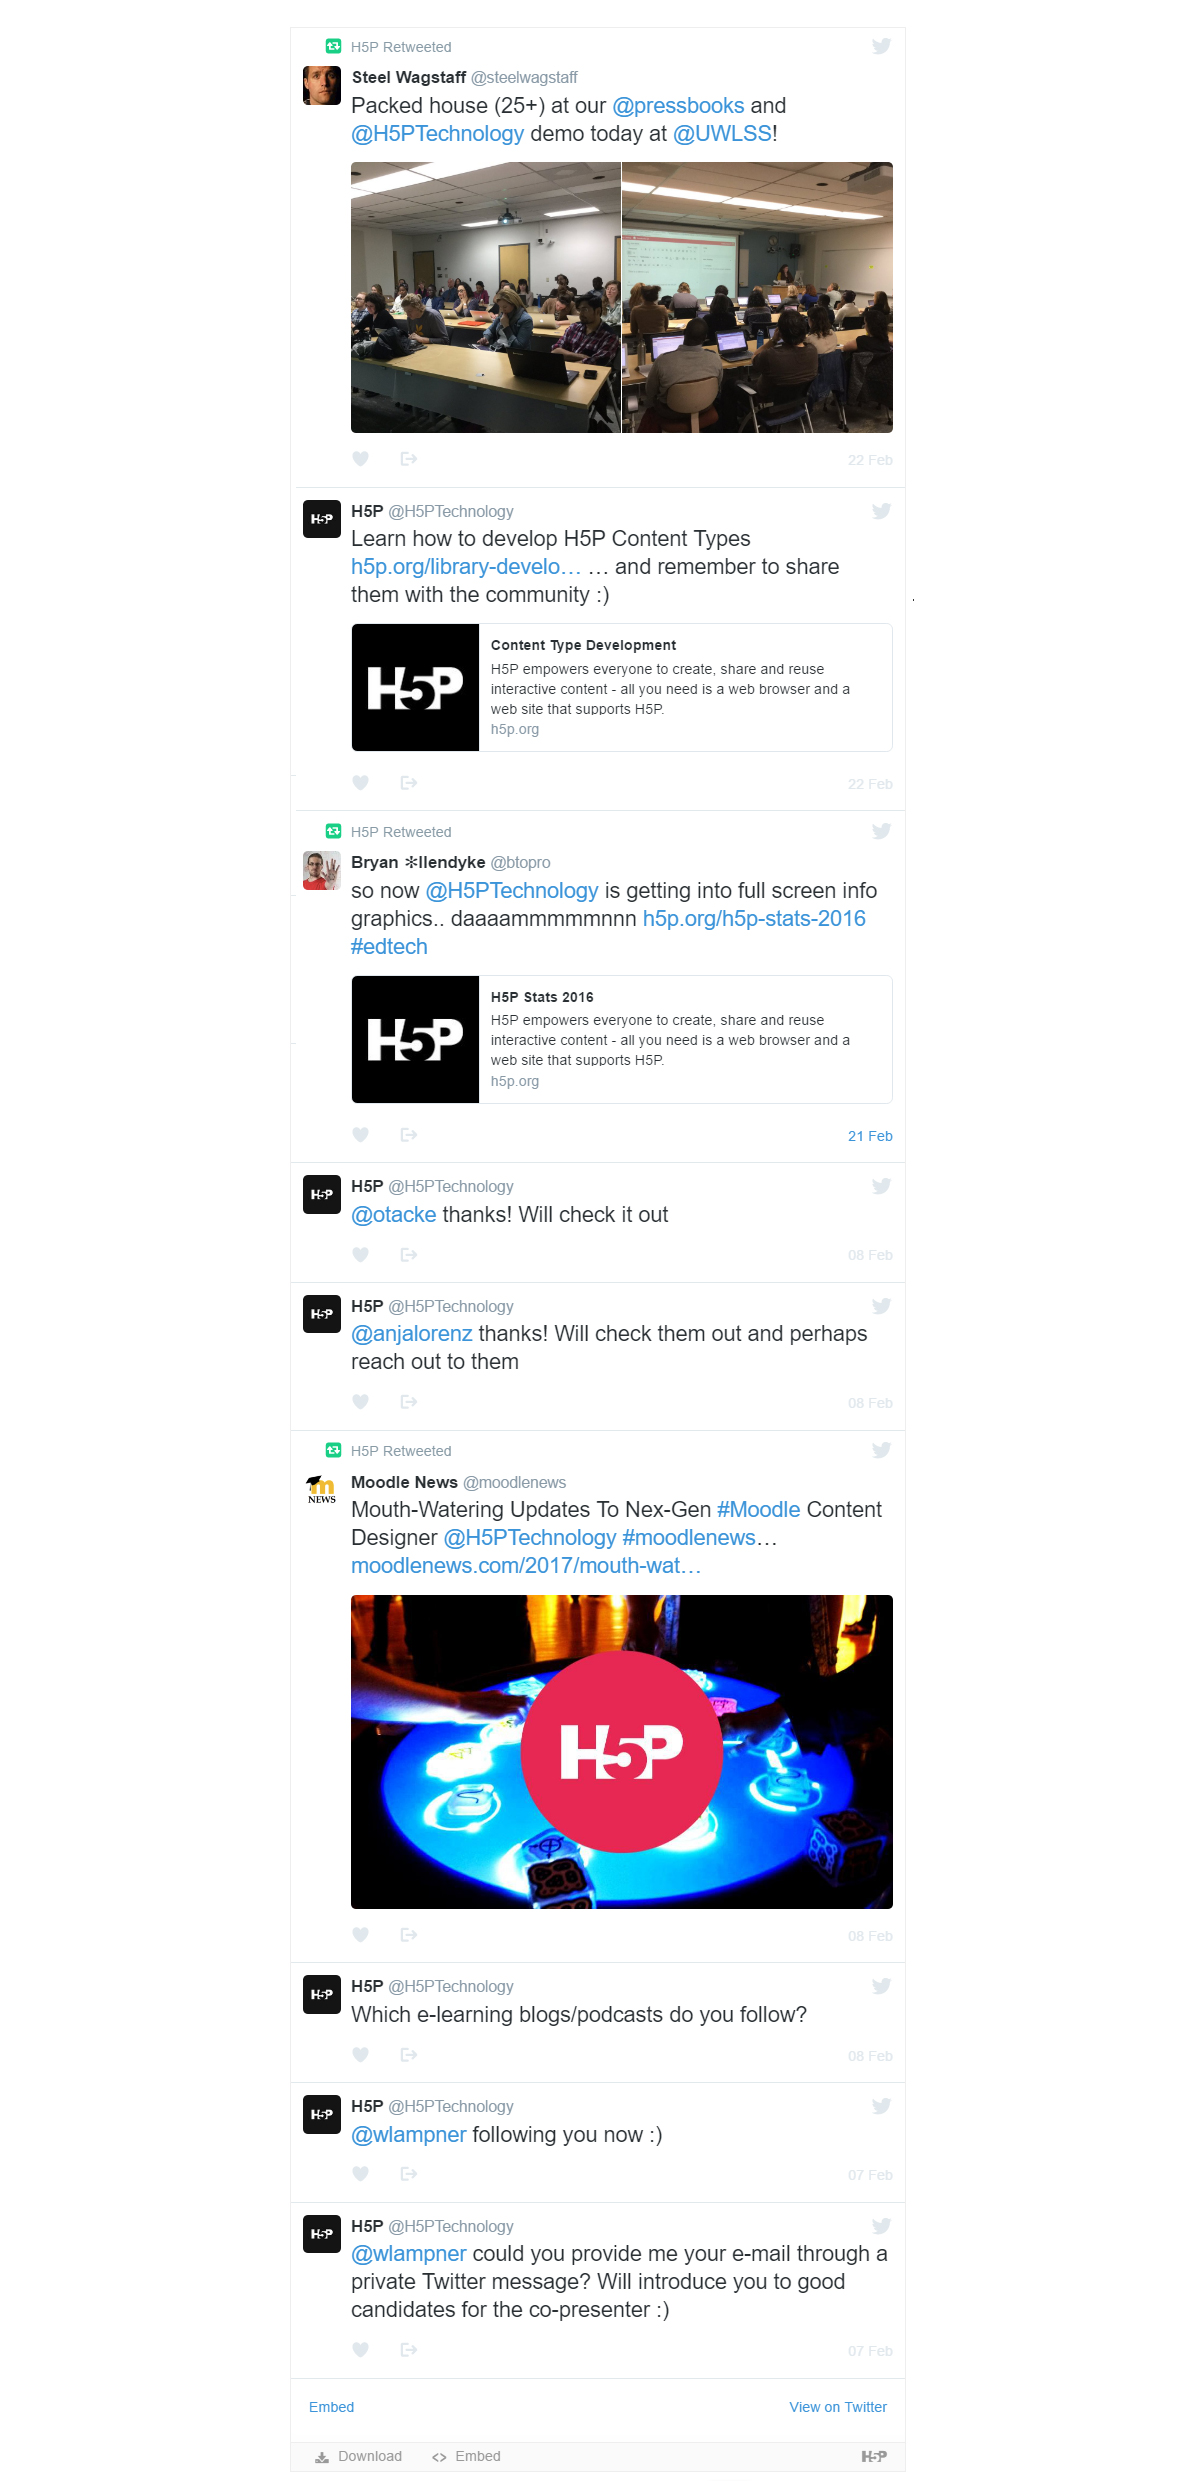 H5P Retweeted
Steel Wagstaff @steelwagstaff
Packed house (25+) at our @pressbooks and
@H5PTechnology demo today at @UWLSS!
22 Feb
H5P
H5P @H5PTechnology
Learn how to develop H5P Content Types
h5p.org/library-develo… … and remember to share
them with the community :)
H5P
Content Type Development
H5P empowers everyone to create, share and reuse
interactive content - all you need is a web browser and a
web site that supports H5P.
h5p.org
22 Feb
H5P Retweeted
Bryan ✻llendyke @btopro
so now @H5PTechnology is getting into full screen info
graphics.. daaaammmmmnnn h5p.org/h5p-stats-2016
#edtech
H5P
H5P Stats 2016
H5P empowers everyone to create, share and reuse
interactive content - all you need is a web browser and a
web site that supports H5P.
h5p.org
21 Feb
H5P
H5P @H5PTechnology
@otacke thanks! Will check it out
08 Feb
H5P
H5P @H5PTechnology
@anjalorenz thanks! Will check them out and perhaps
reach out to them
08 Feb
H5P Retweeted
m
NEWS
Moodle News @moodlenews
Mouth-Watering Updates To Nex-Gen #Moodle Content
Designer @H5PTechnology #moodlenews…
moodlenews.com/2017/mouth-wat…
H5P
08 Feb
H5P
H5P @H5PTechnology
Which e-learning blogs/podcasts do you follow?
08 Feb
H5P
H5P @H5PTechnology
@wlampner following you now :)
07 Feb
H5P
H5P @H5PTechnology
@wlampner could you provide me your e-mail through a
private Twitter message? Will introduce you to good
candidates for the co-presenter :)
07 Feb
Embed View on Twitter
Download <> Embed H5P